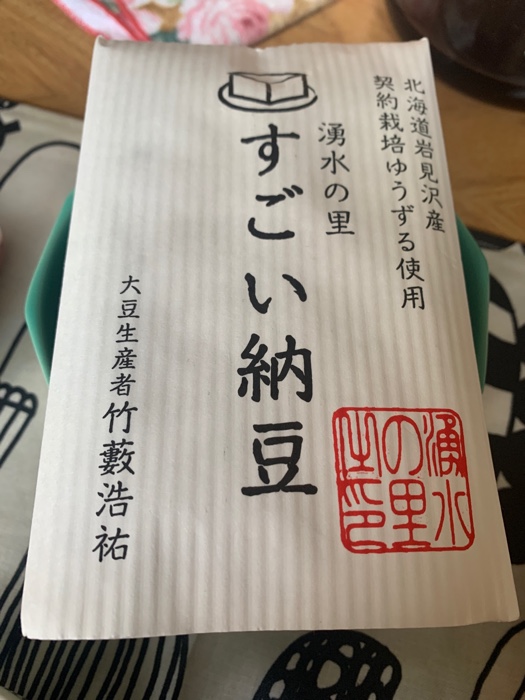 北海道岩見沢産
契約栽培ゆうずる使用
湧水の里
すごい納豆
大豆生産者竹藪浩祐
湧水
の里
之印